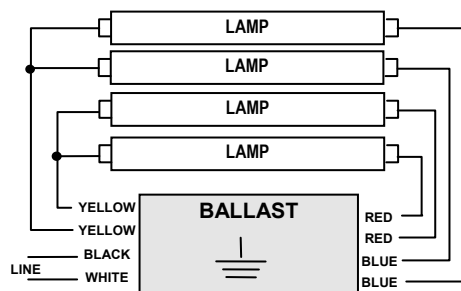 LAMP
LAMP
LAMP
LAMP
YELLOW
YELLOW
BLACK
LINE
WHITE
BALLAST
RED
RED
BLUE
BLUE